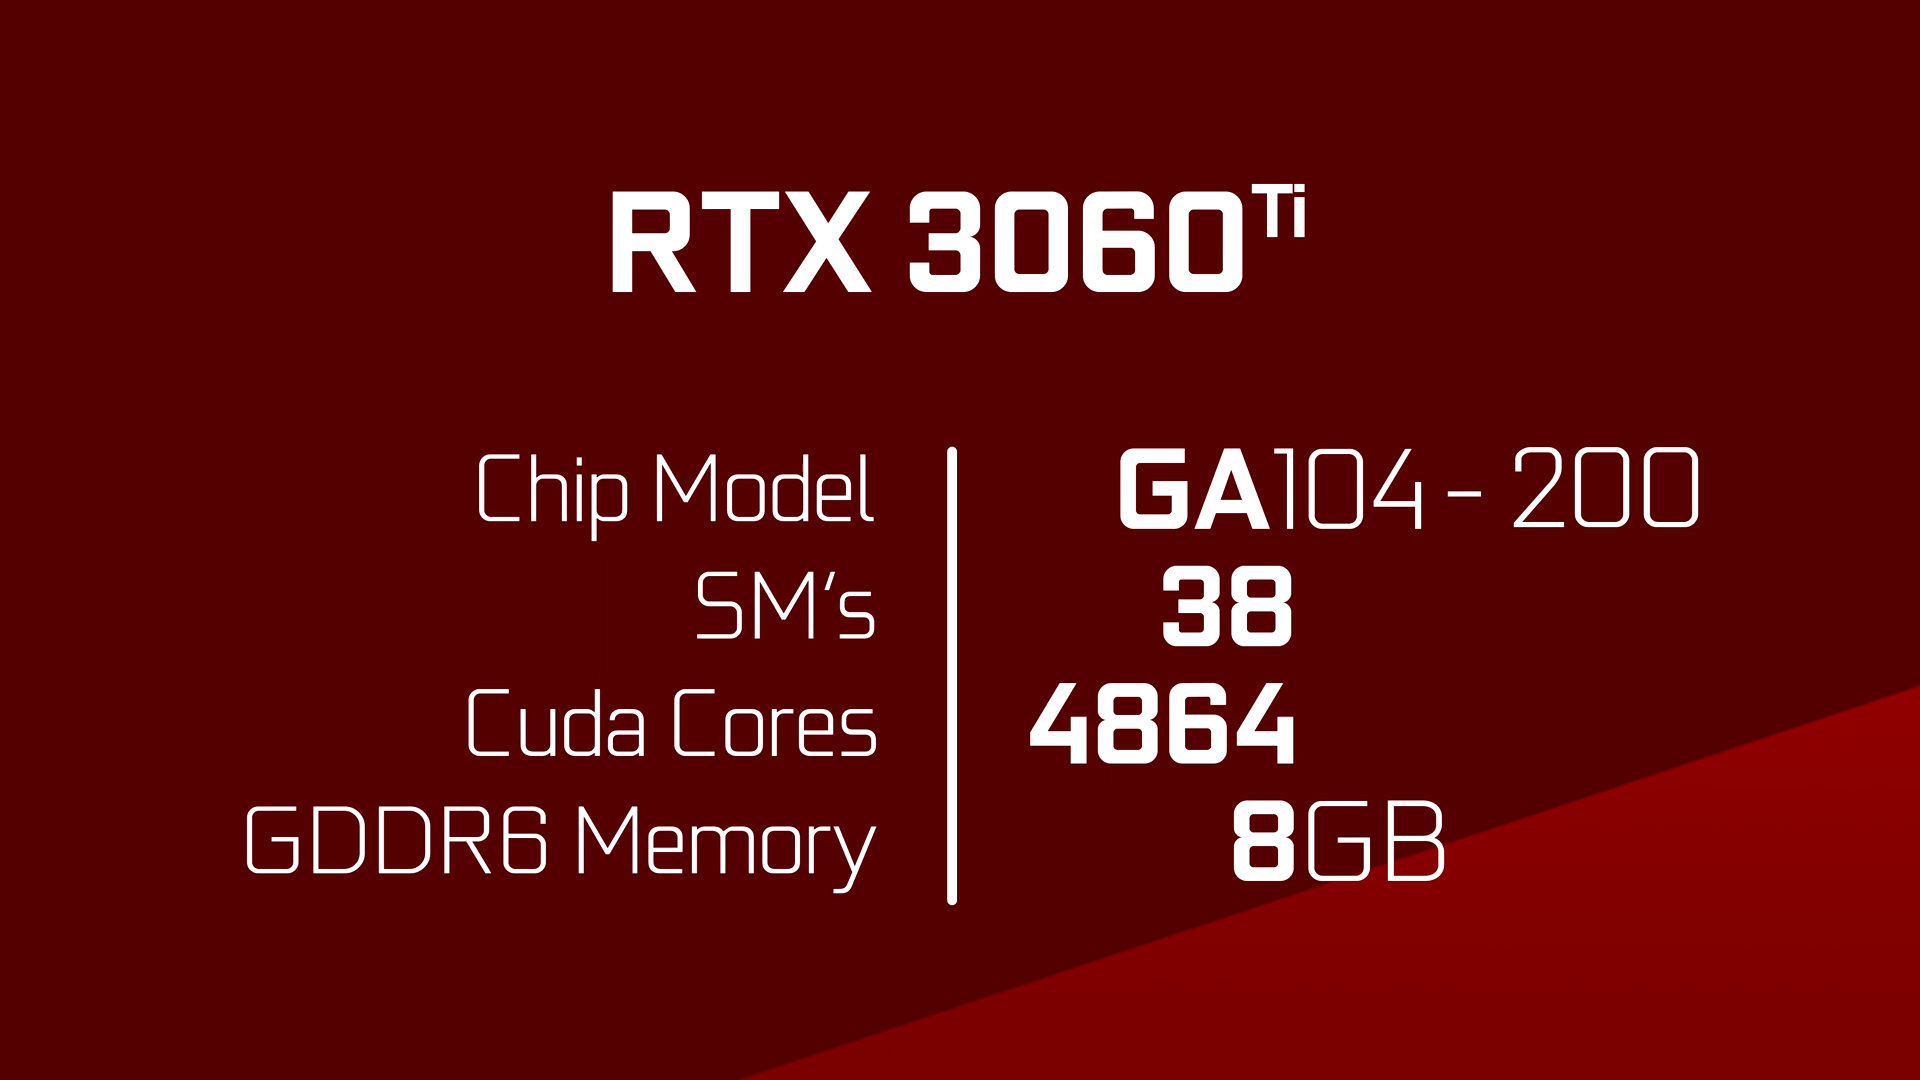 RTX 3060Ti
Chip Model GA104 - 200
SM's 38
Cuda Cores 4864
GDDR6 Memory 8GB